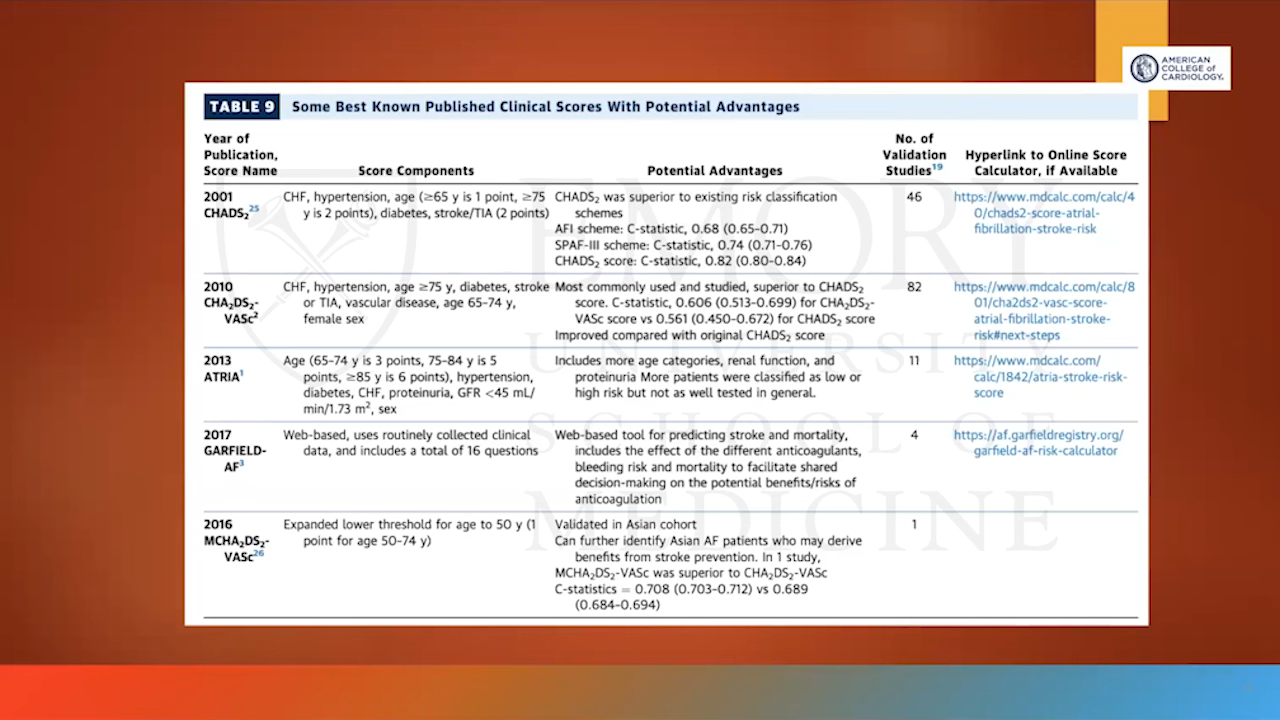 AMERICAN
COLLEGE of
CARDIOLOGY.
TABLE 9 Some Best Known Published Clinical Scores With Potential Advantages
Year of
Publication,
Score Name
Score Components
Potential Advantages
No. of
Validation
Studies19
Hyperlink to Online Score
Calculator, if Available
2001
CHADS2 25
CHF, hypertension, age (≥65 y is 1 point, ≥75
y is 2 points), diabetes, stroke/TIA (2 points)
CHADS2 was superior to existing risk classification
schemes
AFI scheme: C-statistic, 0.68 (0.65–0.71)
SPAF-III scheme: C-statistic, 0.74 (0.71–0.76)
CHADS2 score: C-statistic, 0.82 (0.80–0.84)
46
https://www.mdcalc.com/calc/4
0/chads2-score-atrial-
fibrillation-stroke-risk
2010
CHA2DS2-
VASc2
CHF, hypertension, age ≥75 y, diabetes, stroke
or TIA, vascular disease, age 65–74 y,
female sex
Most commonly used and studied, superior to CHADS2
score. C-statistic, 0.606 (0.513–0.699) for CHA2DS2-
VASc score vs 0.561 (0.450–0.672) for CHADS2 score
Improved compared with original CHADS2 score
82
https://www.mdcalc.com/calc/8
01/cha2ds2-vasc-score-
atrial-fibrillation-stroke-
risk#next-steps
2013
ATRIA1
Age (65–74 y is 3 points, 75–84 y is 5
points, ≥85 y is 6 points), hypertension,
diabetes, CHF, proteinuria, GFR <45 mL/
min/1.73 m2, sex
Includes more age categories, renal function, and
proteinuria More patients were classified as low or
high risk but not as well tested in general.
11
https://www.mdcalc.com/
calc/1842/atria-stroke-risk-
score
2017
GARFIELD-
AF3
Web-based, uses routinely collected clinical
data, and includes a total of 16 questions
Web-based tool for predicting stroke and mortality,
includes the effect of the different anticoagulants,
bleeding risk and mortality to facilitate shared
decision-making on the potential benefits/risks of
anticoagulation
4
https://af.garfieldregistry.org/
garfield-af-risk-calculator
2016
MCHA2DS2-
VASc26
Expanded lower threshold for age to 50 y (1
point for age 50–74 y)
Validated in Asian cohort
Can further identify Asian AF patients who may derive
benefits from stroke prevention. In 1 study,
MCHA2DS2-VASc was superior to CHA2DS2-VASc
C-statistics = 0.708 (0.703–0.712) vs 0.689
(0.684–0.694)
1
EMORY
UNIVERSITY
SCHOOL OF
MEDICINE